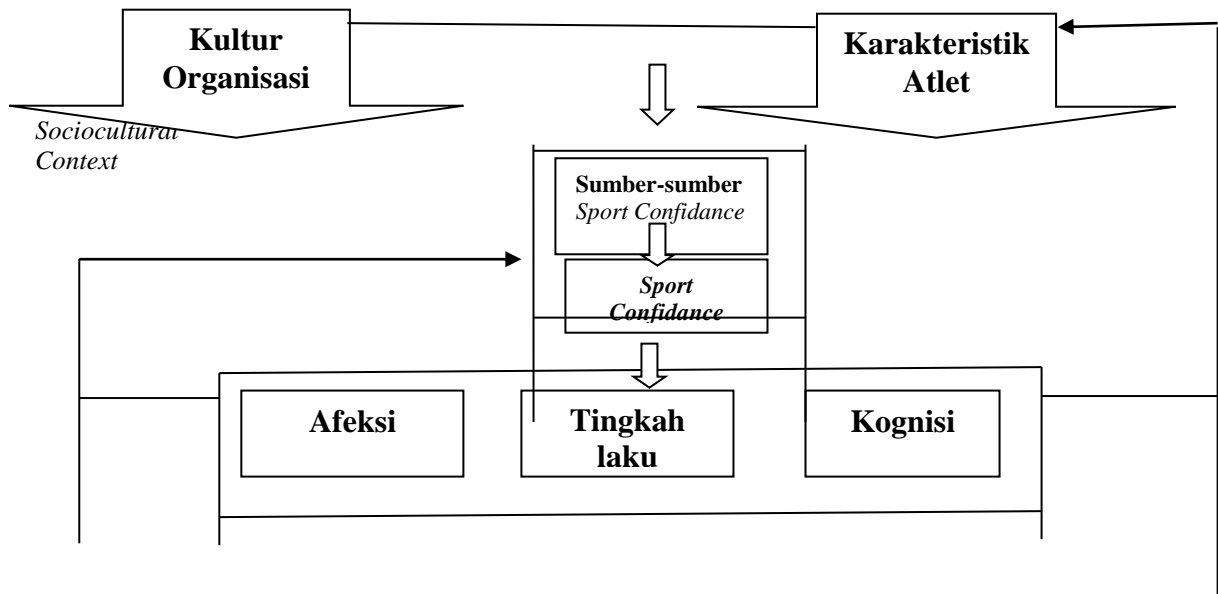 Kultur
Organisasi
Karakteristik
Atlet
Sociocultural
Context
Sumber-sumber
Sport Confidance
Sport
Confidance
Afeksi
Tingkah
laku
Kognisi